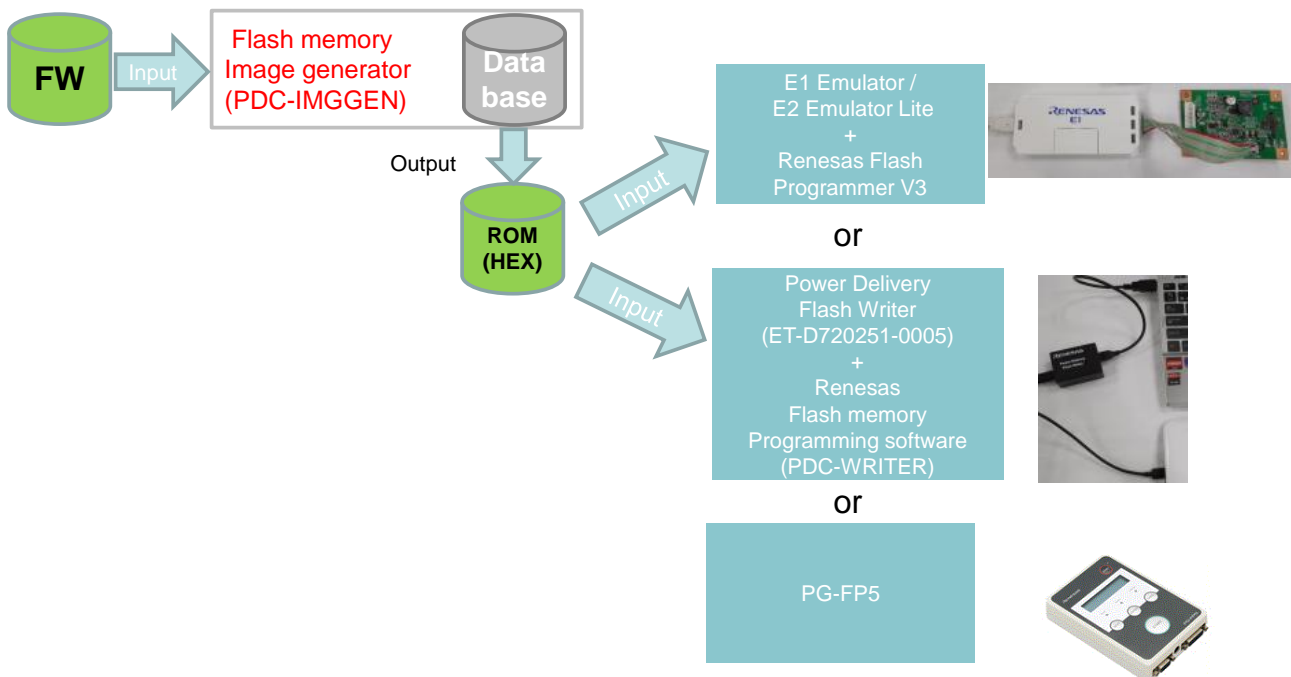 FW
Input
Flash memory
Image generator
(PDC-IMGGEN)
Data
base
Output
ROM
(HEX)
Input
Input
E1 Emulator /
E2 Emulator Lite
+
Renesas Flash
Programmer V3
RENESAS
E1
or
Power Delivery
Flash Writer
(ET-D720251-0005)
+
Renesas
Flash memory
Programming software
(PDC-WRITER)
or
PG-FP5